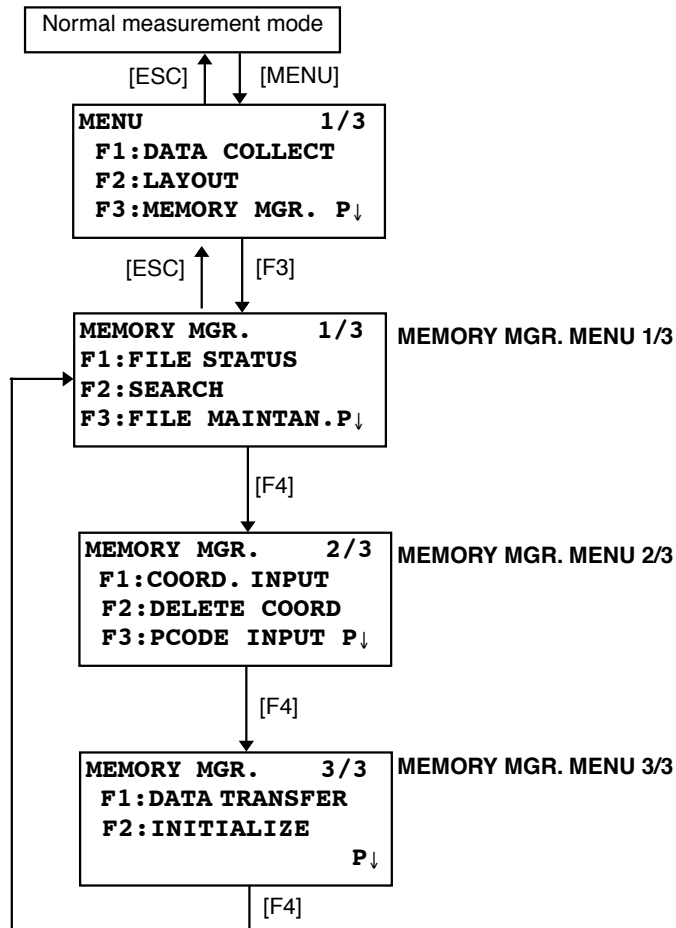 Normal measurement mode
[ESC] [MENU]
MENU 1/3
F1:DATA COLLECT
F2:LAYOUT
F3:MEMORY MGR. P↓
[ESC] [F3]
MEMORY MGR. 1/3
F1:FILE STATUS
F2:SEARCH
F3:FILE MAINTAN.P↓
MEMORY MGR. MENU 1/3
[F4]
MEMORY MGR. 2/3
F1:COORD. INPUT
F2:DELETE COORD
F3:PCODE INPUT P↓
MEMORY MGR. MENU 2/3
[F4]
MEMORY MGR. 3/3
F1:DATA TRANSFER
F2:INITIALIZE
P↓
MEMORY MGR. MENU 3/3
[F4]